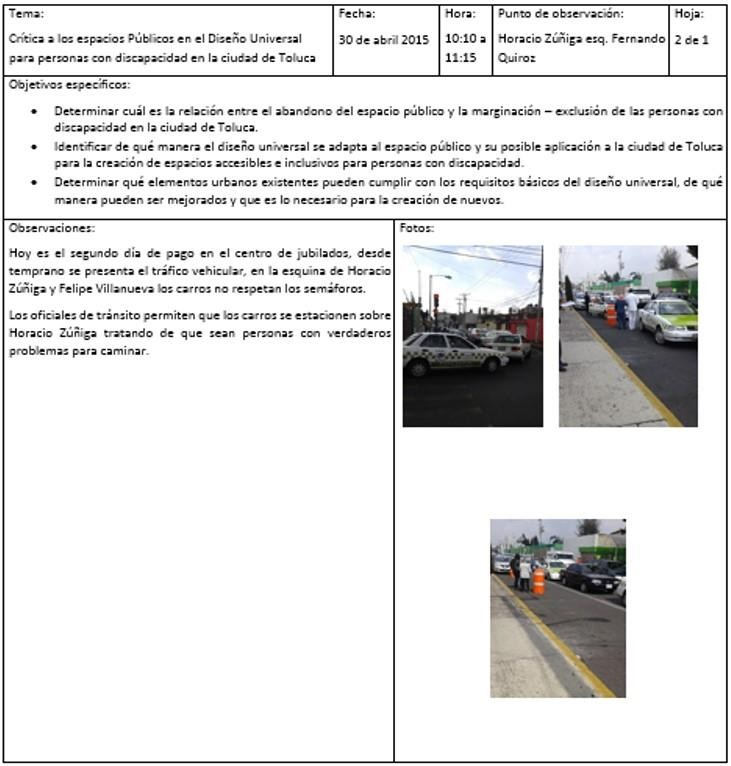 Tema:
Fecha:
Hora:
Punto de observación:
Hoja:
Crítica a los espacios Públicos en el Diseño Universal
para personas con discapacidad en la ciudad de Toluca
30 de abril 2015
10:10 a
11:15
Horacio Zúñiga esq. Fernando
Quiroz
2 de 1
Objetivos específicos:
• Determinar cuál es la relación entre el abandono del espacio público y la marginación – exclusión de las personas con
discapacidad en la ciudad de Toluca.
• Identificar de qué manera el diseño universal se adapta al espacio público y su posible aplicación a la ciudad de Toluca
para la creación de espacios accesibles e inclusivos para personas con discapacidad.
• Determinar qué elementos urbanos existentes pueden cumplir con los requisitos básicos del diseño universal, de qué
manera pueden ser mejorados y que es lo necesario para la creación de nuevos.
Observaciones:
Hoy es el segundo día de pago en el centro de jubilados, desde
temprano se presenta el tráfico vehicular, en la esquina de Horacio
Zúñiga y Felipe Villanueva los carros no respetan los semáforos.
Los oficiales de tránsito permiten que los carros se estacionen sobre
Horacio Zúñiga tratando de que sean personas con verdaderos
problemas para caminar.
Fotos: